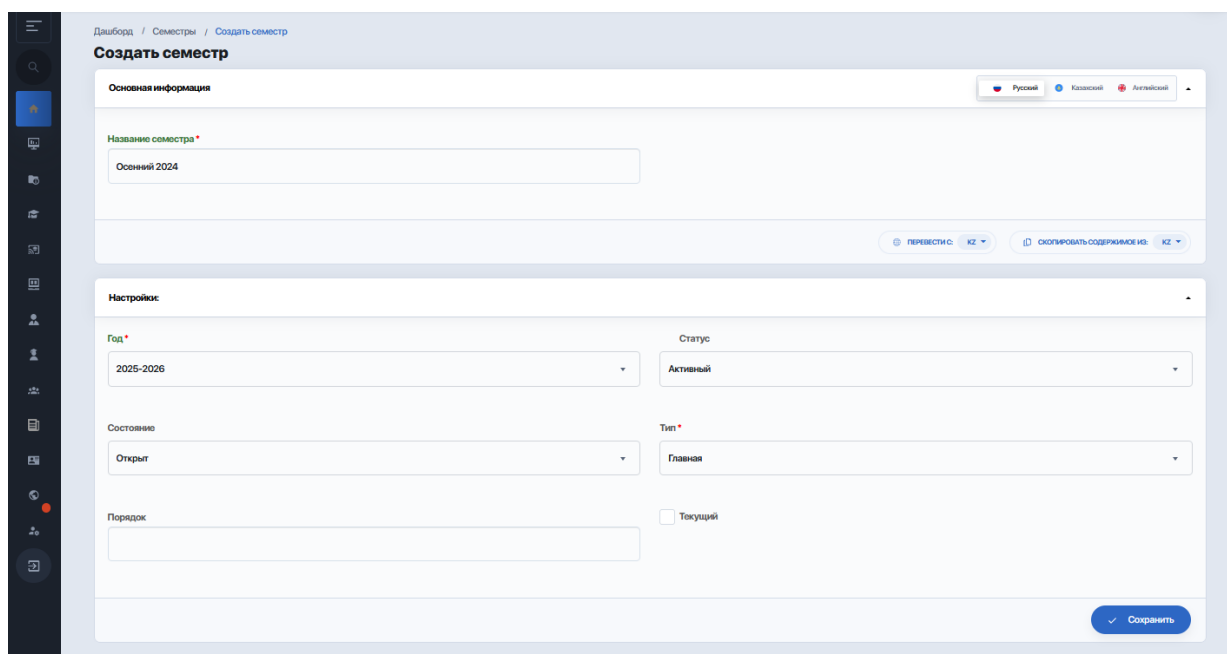 Дашборд / Семестры / Создать семестр
Создать семестр
Основная информация
Русский Казахский Английский
Название семестра *
Осенний 2024
ПЕРЕВЕСТИ С: KZ
СКОПИРОВАТЬ СОДЕРЖИМОЕ ИЗ: KZ
Настройки:
Год * Статус
2025-2026 Активный
Состояние Тип *
Открыт Главная
Порядок Текущий
Сохранить